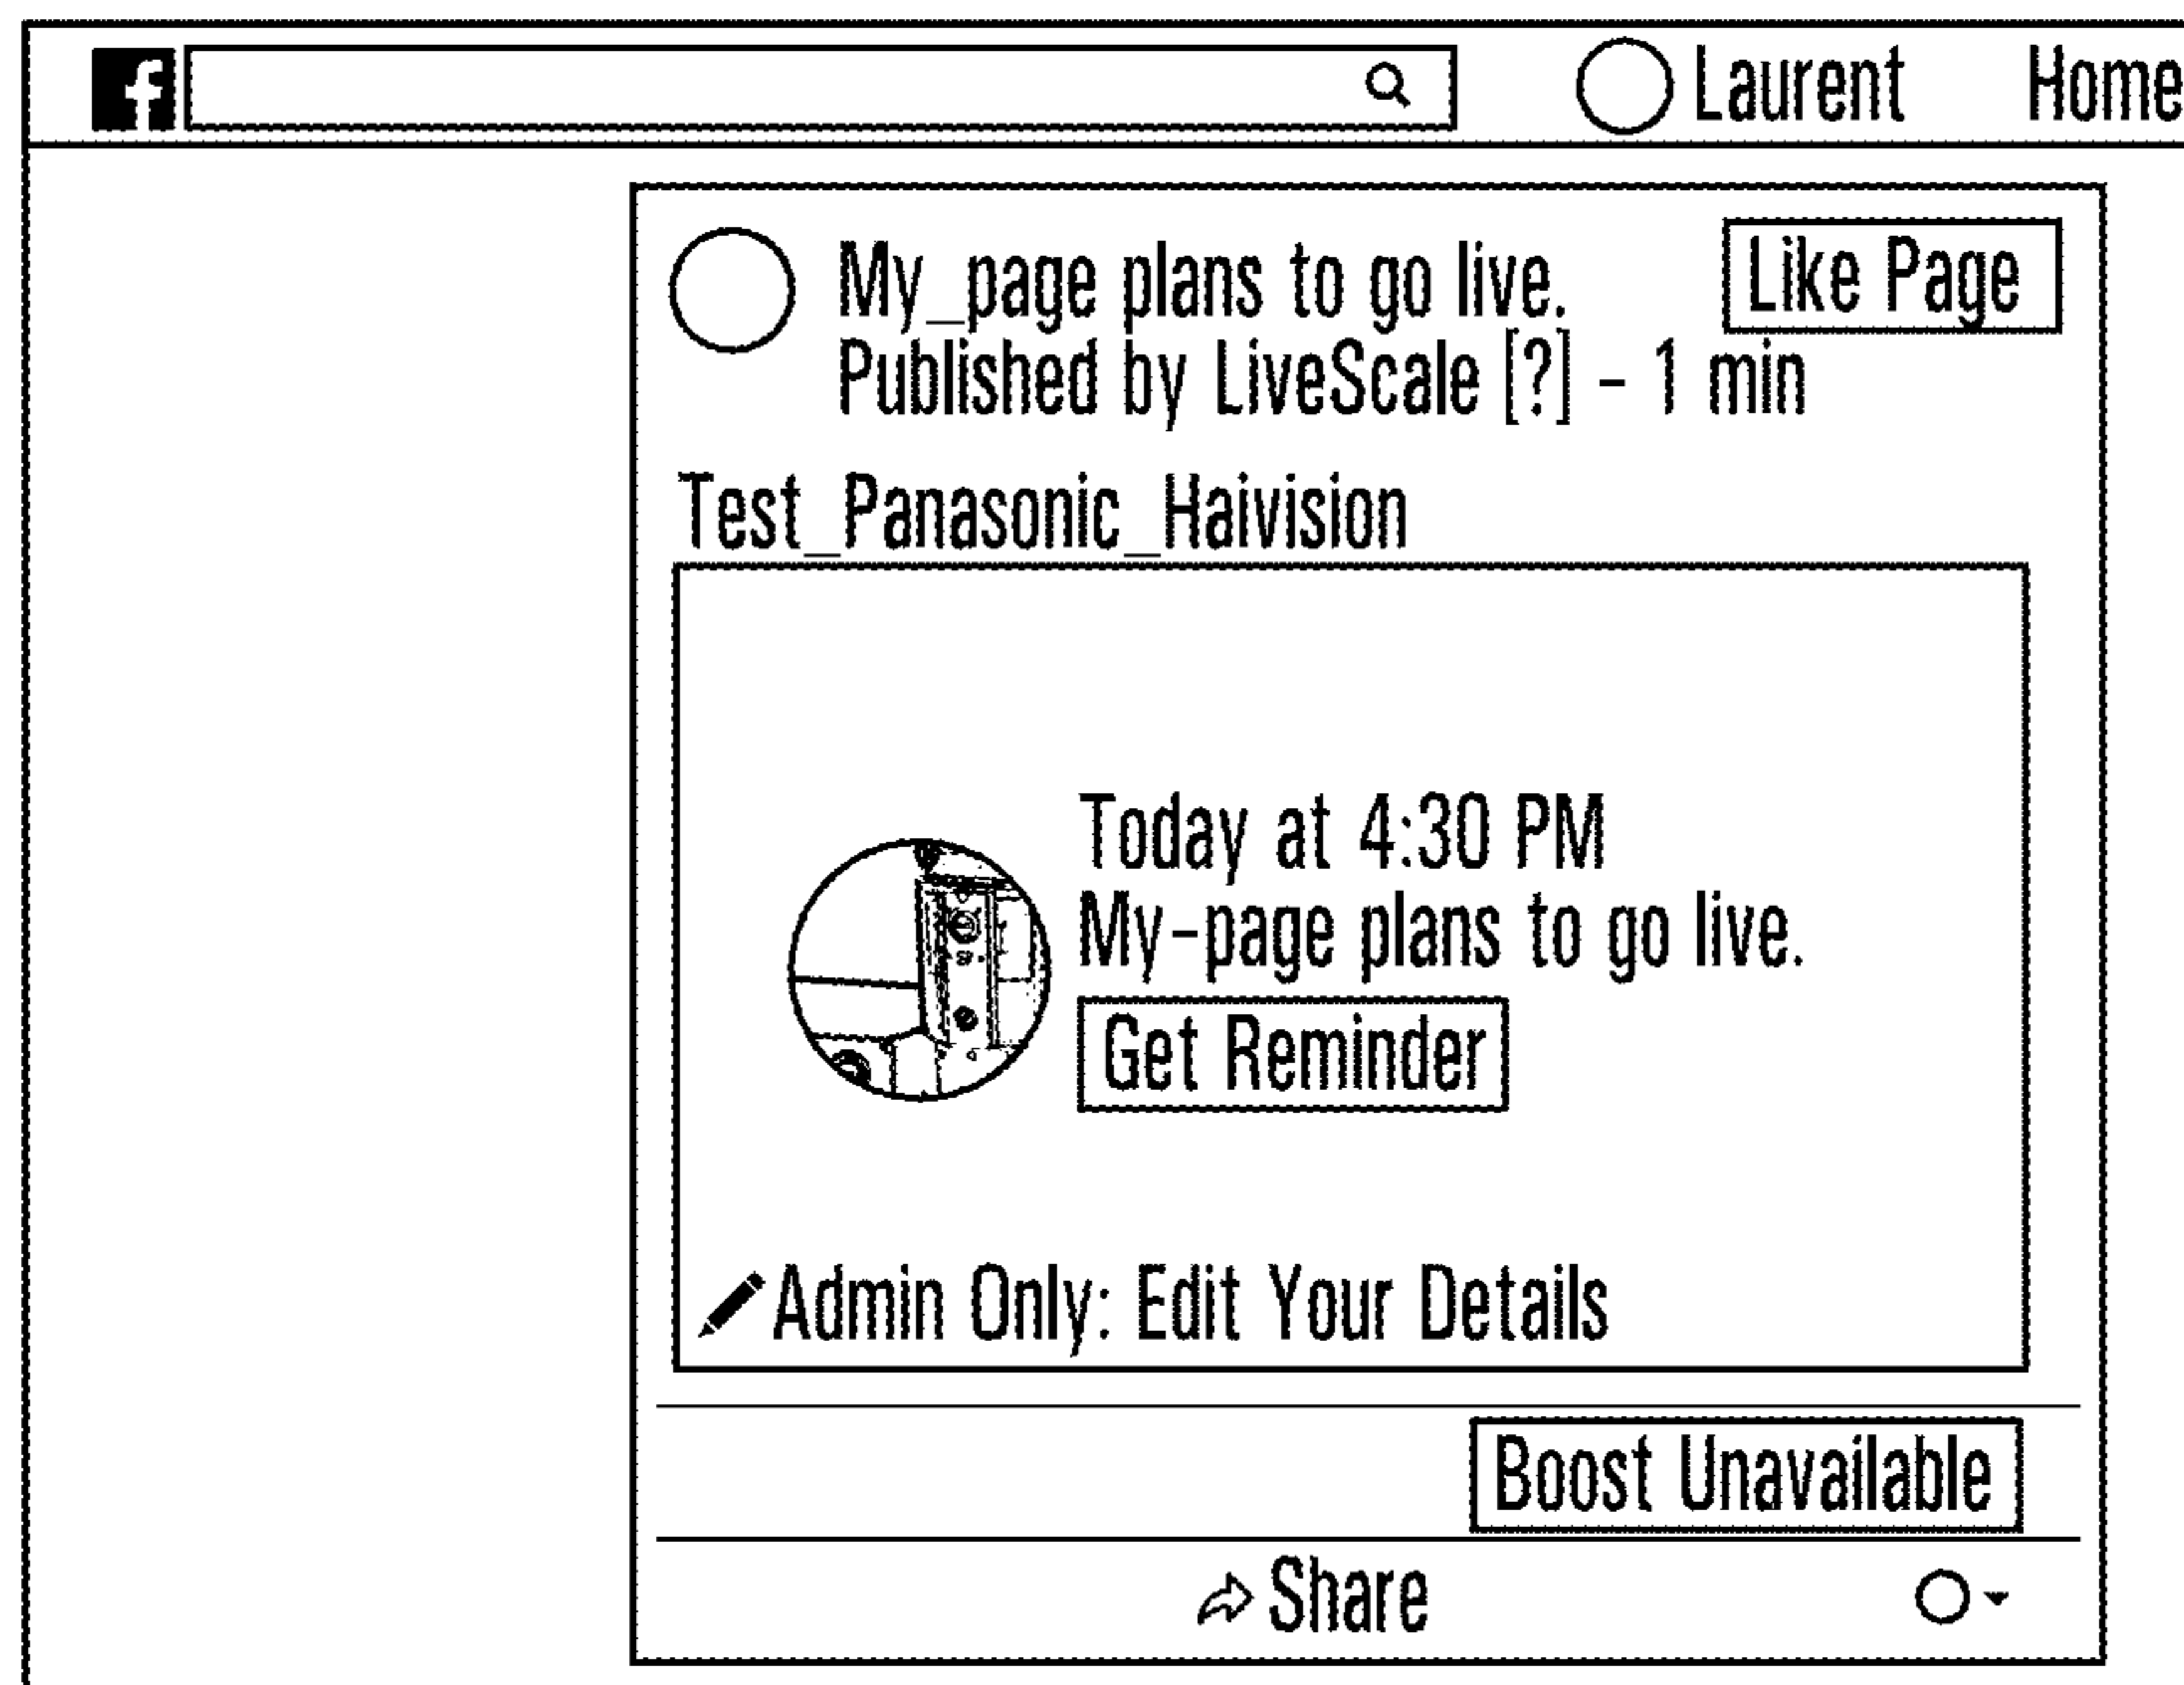 f
Laurent Home
My_page plans to go live. Like Page
Published by LiveScale [?] - 1 min
Test_Panasonic_Haivision
Today at 4:30 PM
My-page plans to go live.
Get Reminder
Admin Only: Edit Your Details
Boost Unavailable
Share